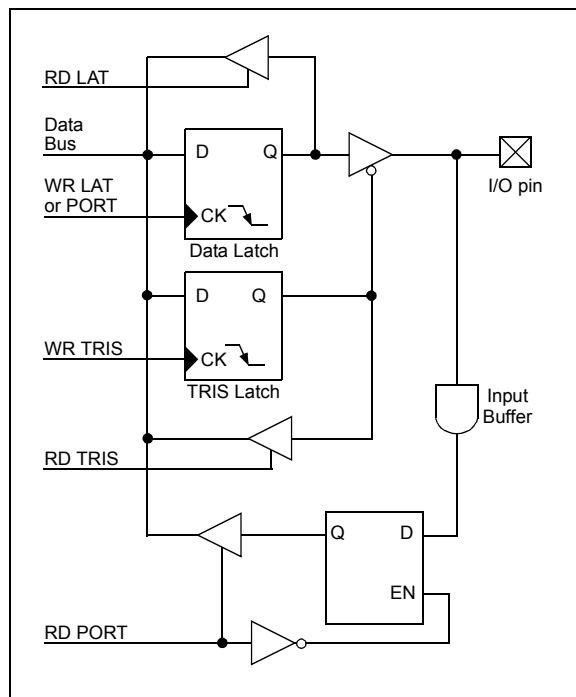 RD LAT
Data
Bus
D
Q
WR LAT
or PORT
CK
Data Latch
I/O pin
D
Q
WR TRIS
CK
TRIS Latch
Input
Buffer
RD TRIS
Q
D
EN
RD PORT